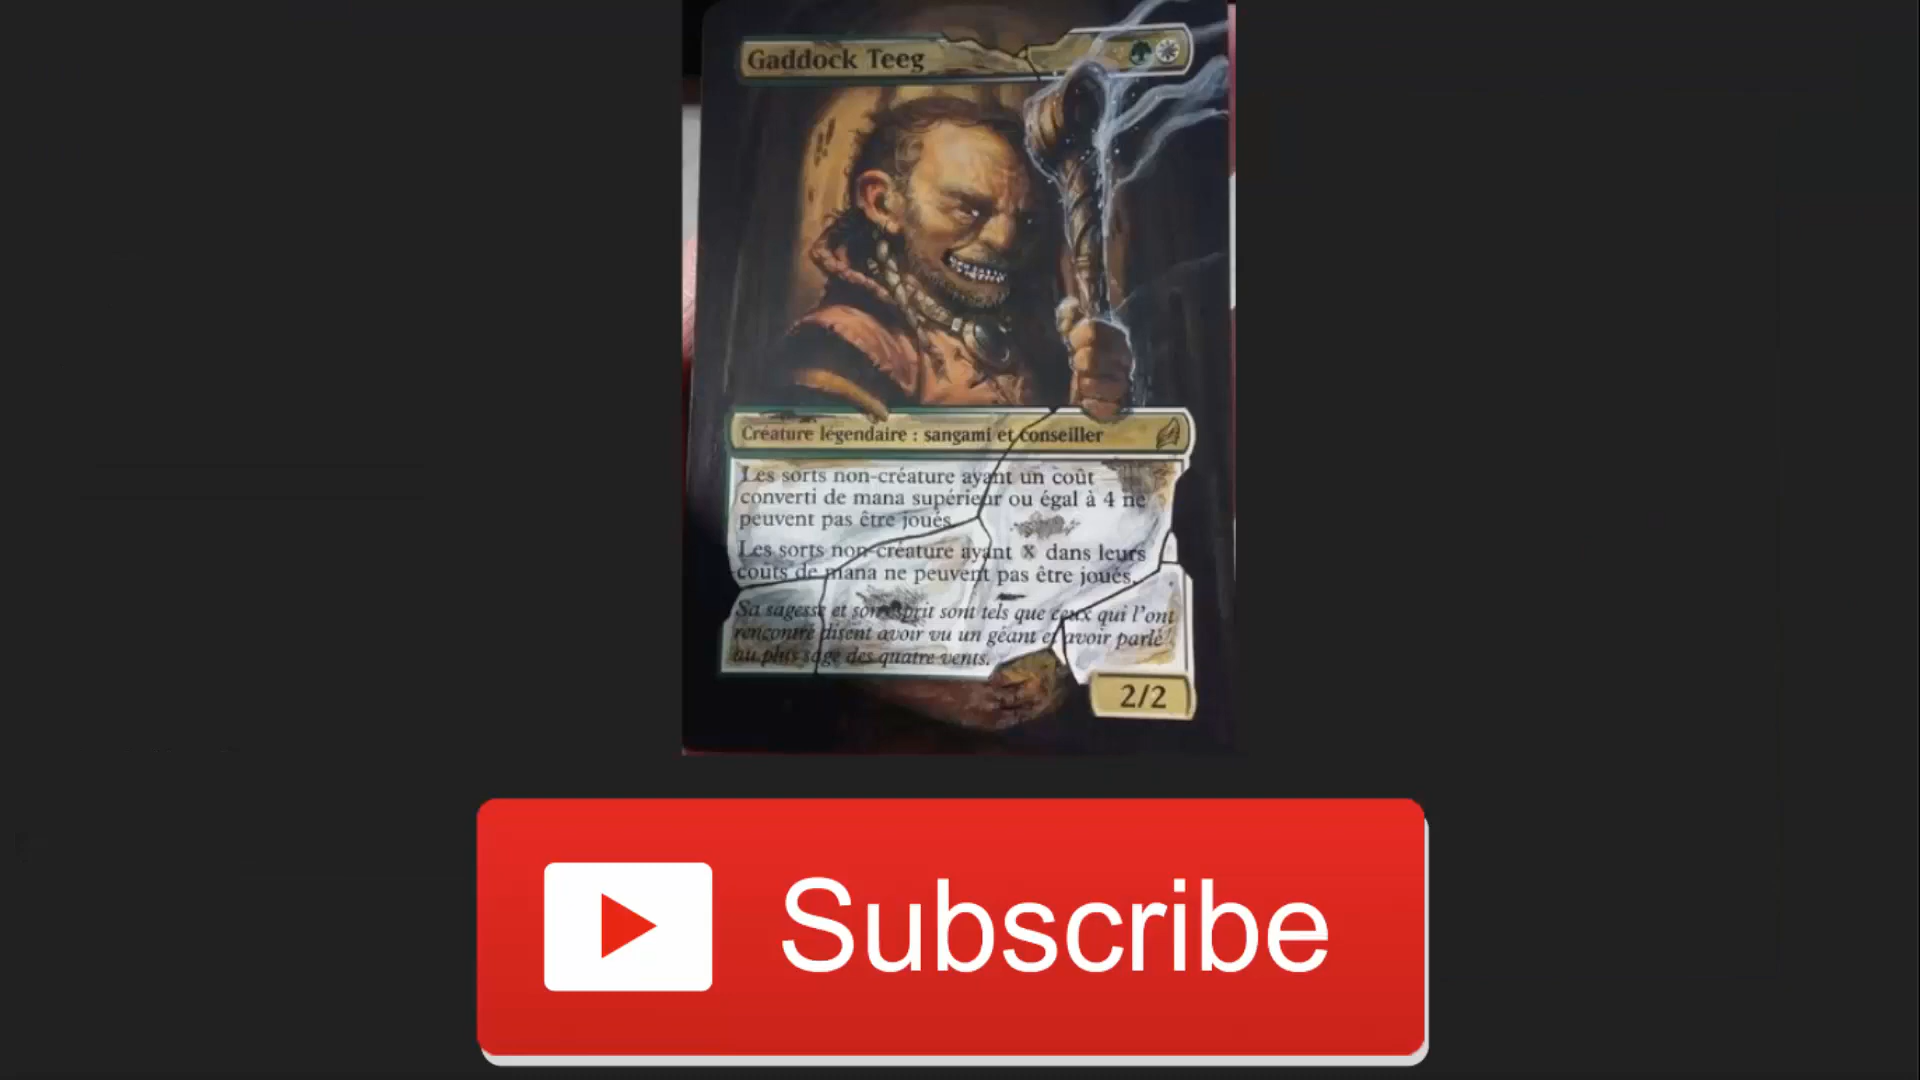 Gaddock Teeg
Créature légendaire : sangami et conseiller
Les sorts non-créature ayant un coût
converti de mana supérieur ou égal à 4 ne
peuvent pas être joués.
Les sorts non-créature ayant X dans leurs
coûts de mana ne peuvent pas être joués.
Sa sagesse et son esprit sont tels que ceux qui l'ont
rencontré disent avoir vu un géant et avoir parlé
au plus sage des quatre vents.
2/2
Subscribe